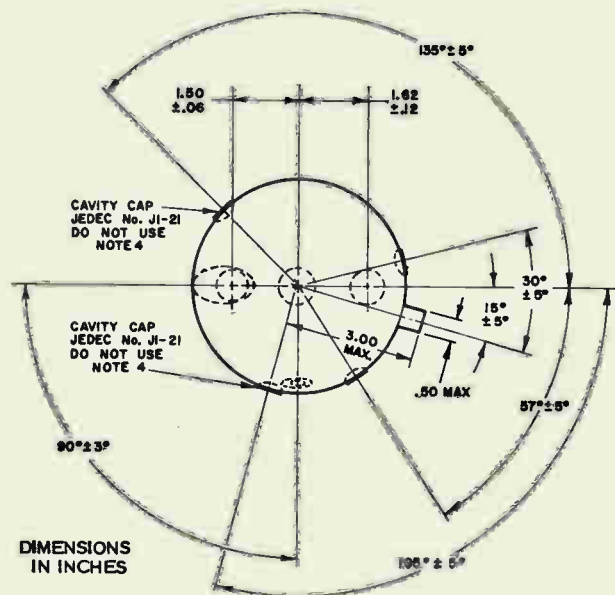 135°±5°
1.50
±.06
1.62
±.12
CAVITY CAP
JEDEC No. J1-21
DO NOT USE
NOTE 4
30°
±5°
15°
±5°
3.00
MAX.
CAVITY CAP
JEDEC No. J1-21
DO NOT USE
NOTE 4
.50 MAX
57°±5°
90°±3°
DIMENSIONS
IN INCHES
105°±5°